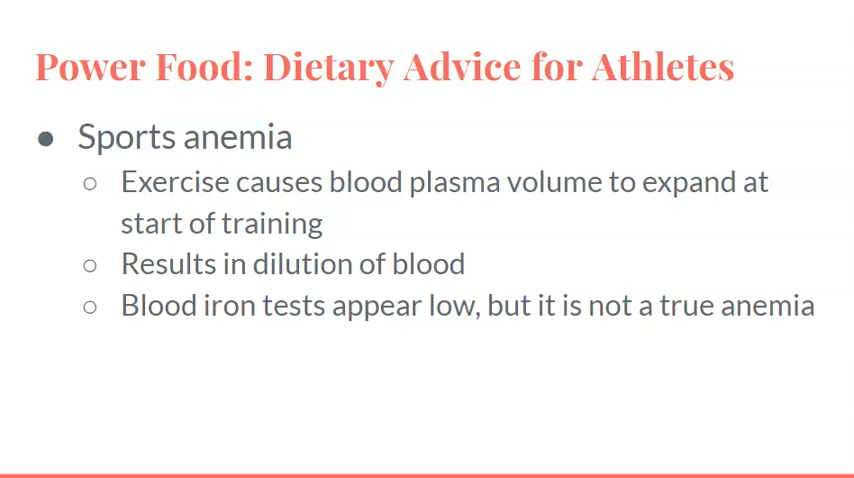 Power Food: Dietary Advice for Athletes
● Sports anemia
○ Exercise causes blood plasma volume to expand at
start of training
○ Results in dilution of blood
○ Blood iron tests appear low, but it is not a true anemia